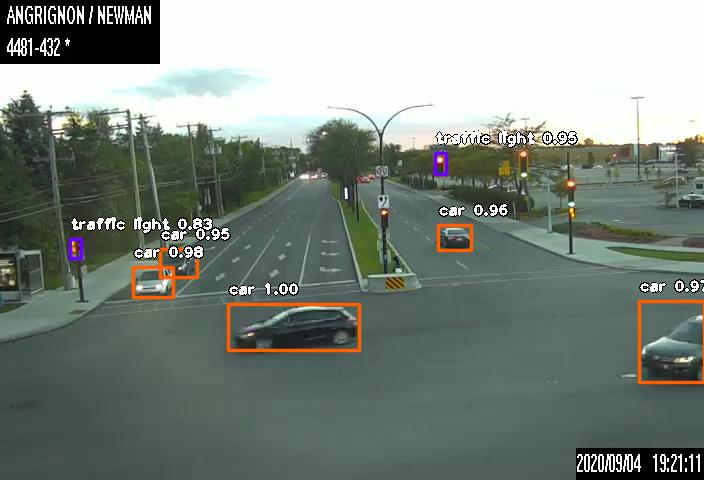 ANGRIGNON / NEWMAN
4481-432 *
traffic light 0.95
traffic light 0.83
car 0.96
car 0.95
car 0.98
car 1.00
car 0.97
2020/09/04 19:21:11